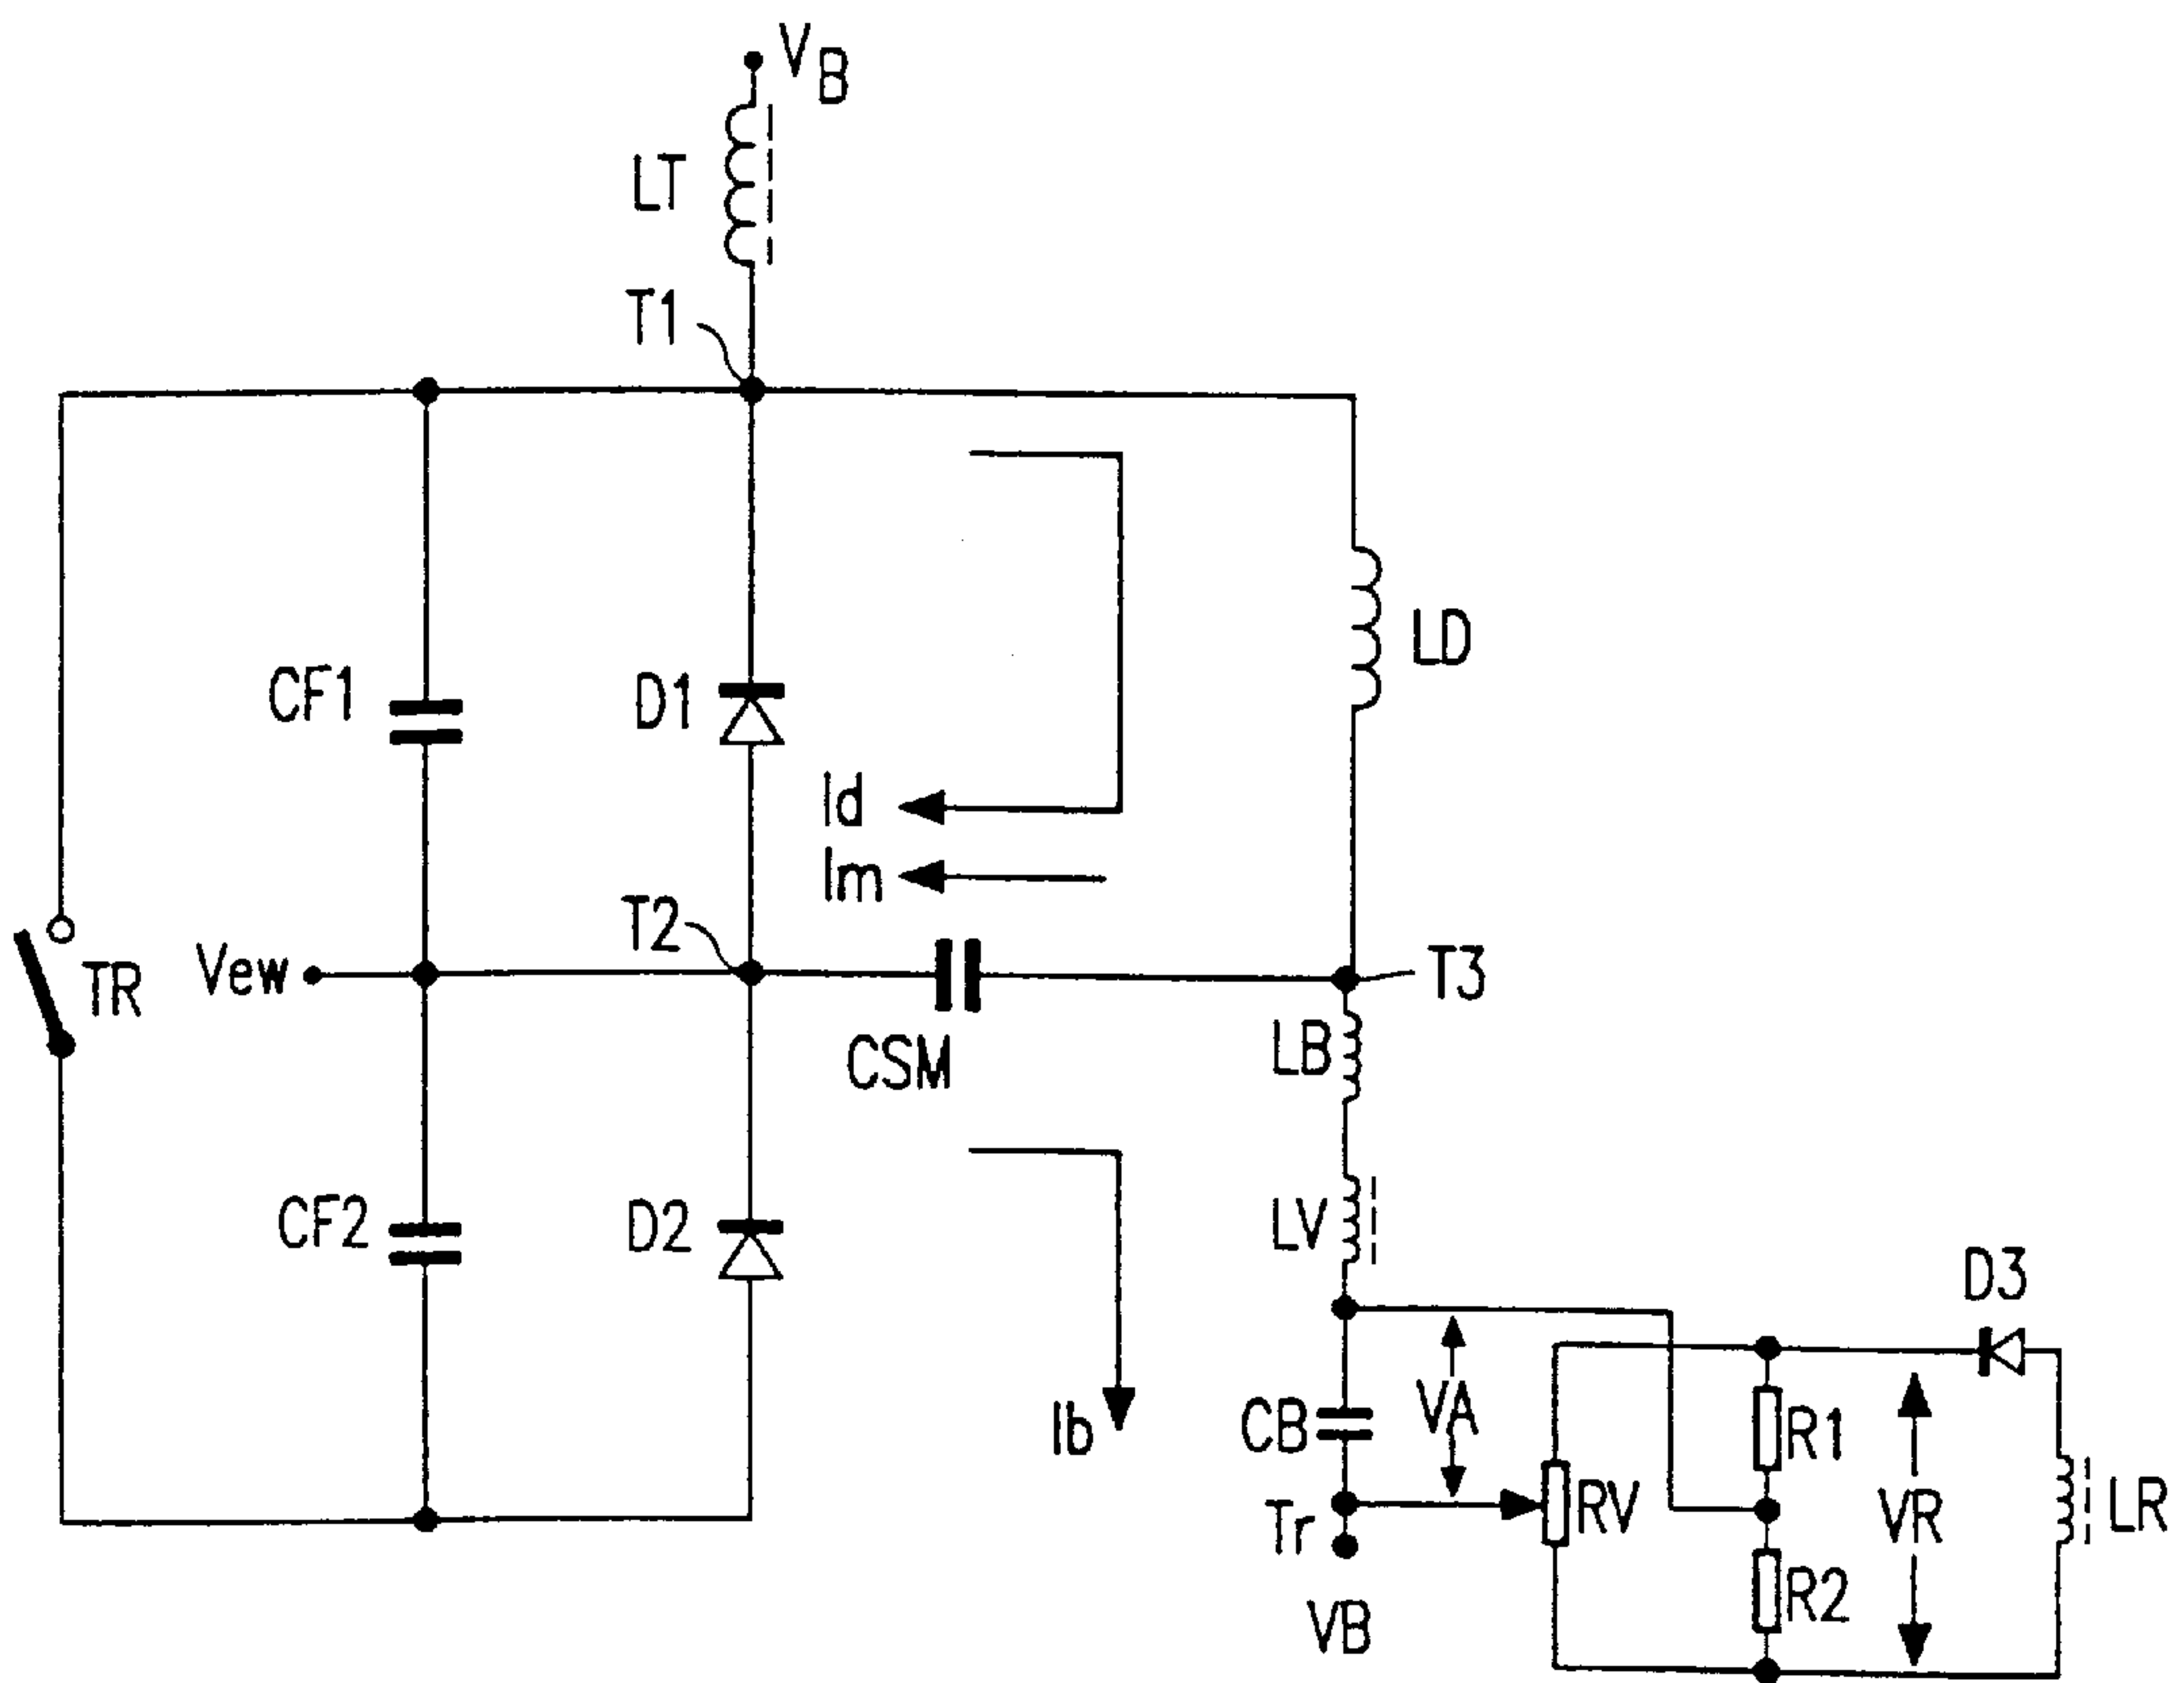 VB
LT
T1
CF1
D1
LD
Id
Im
T2
Vew
TR
T3
CSM
LB
CF2
D2
LV
D3
Ib
CB
VA
R1
Tr
RV
VR
LR
R2
VB